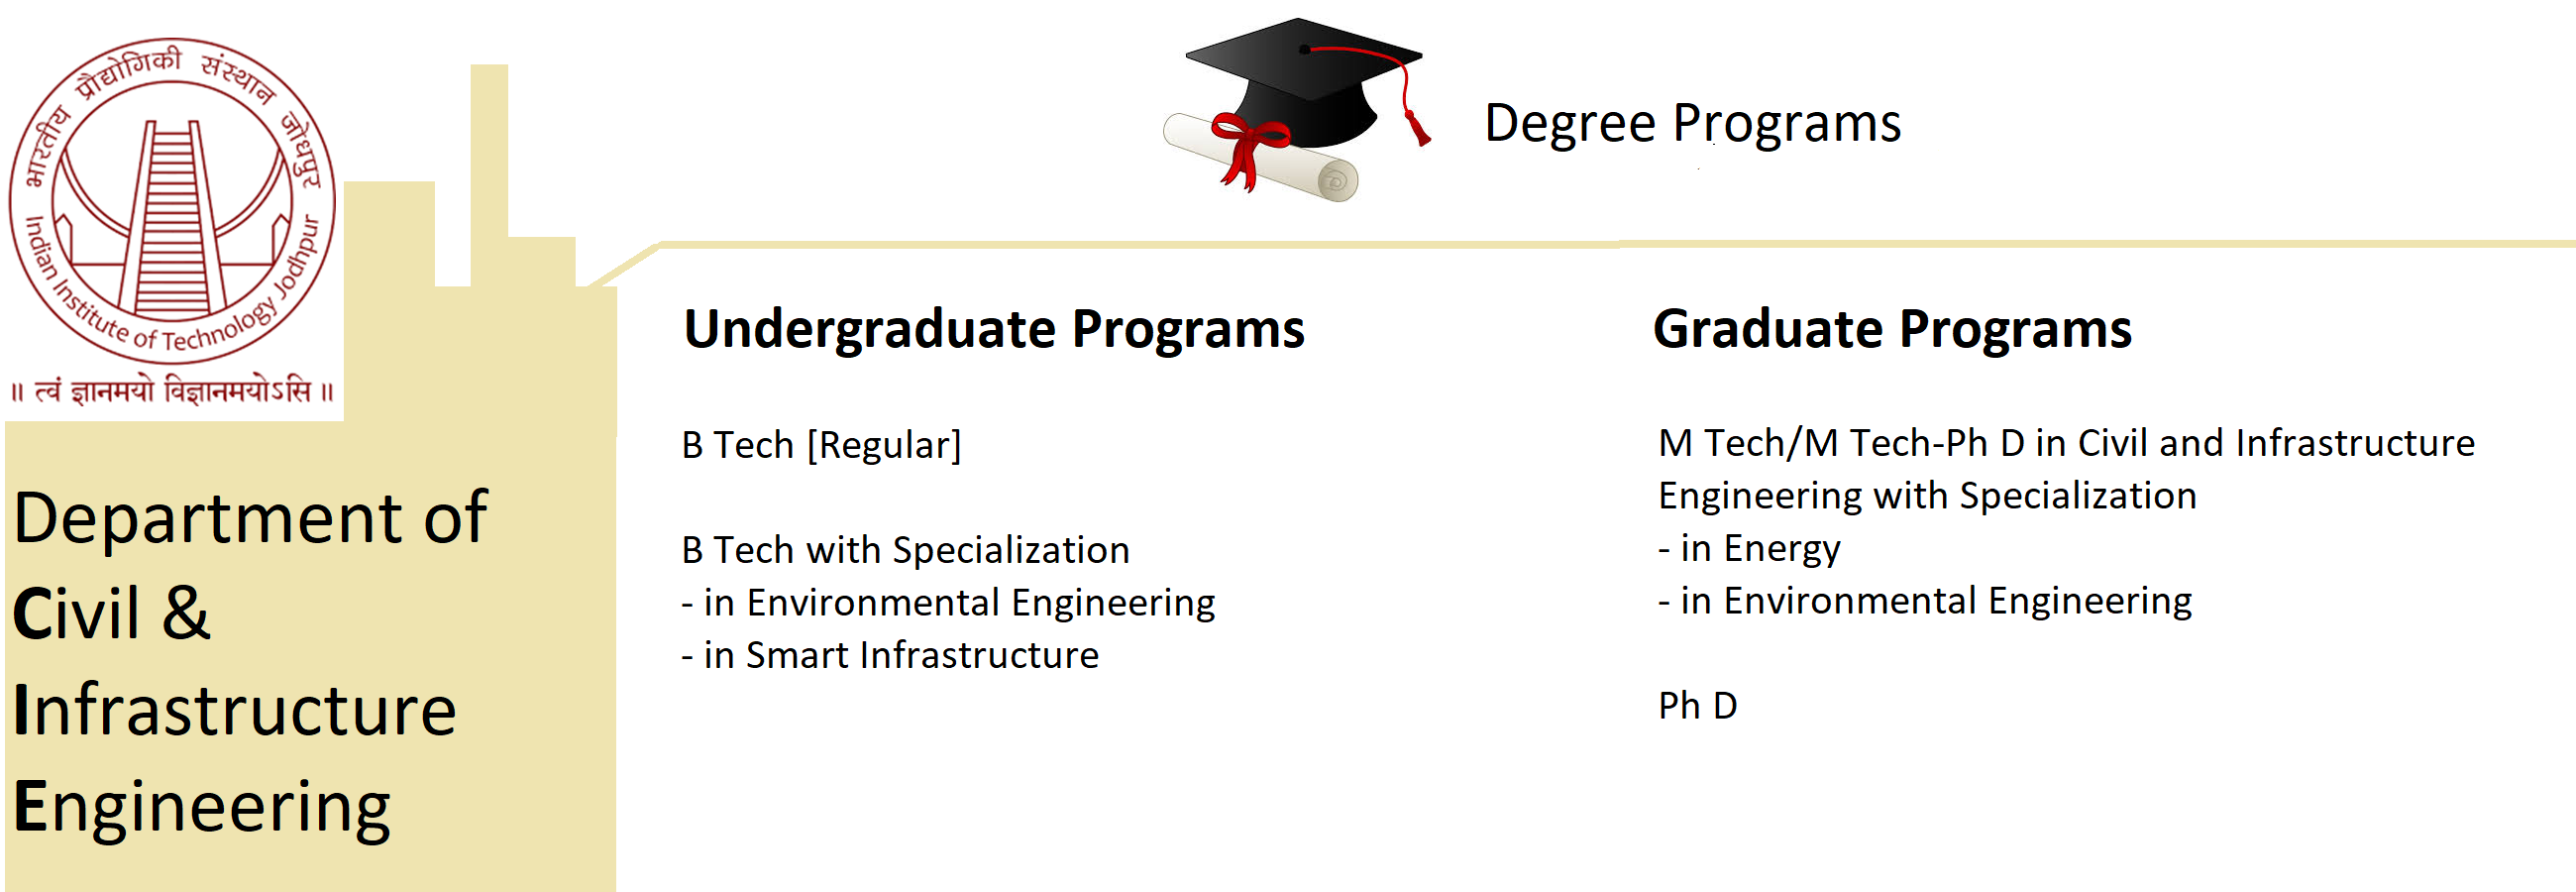 भारतीय प्रौद्योगिकी संस्थान जोधपुर
Indian Institute of Technology Jodhpur
॥ त्वं ज्ञानमयो विज्ञानमयोऽसि ॥
Department of
Civil &
Infrastructure
Engineering
Degree Programs
Undergraduate Programs
B Tech [Regular]
B Tech with Specialization
- in Environmental Engineering
- in Smart Infrastructure
Graduate Programs
M Tech/M Tech-Ph D in Civil and Infrastructure
Engineering with Specialization
- in Energy
- in Environmental Engineering
Ph D